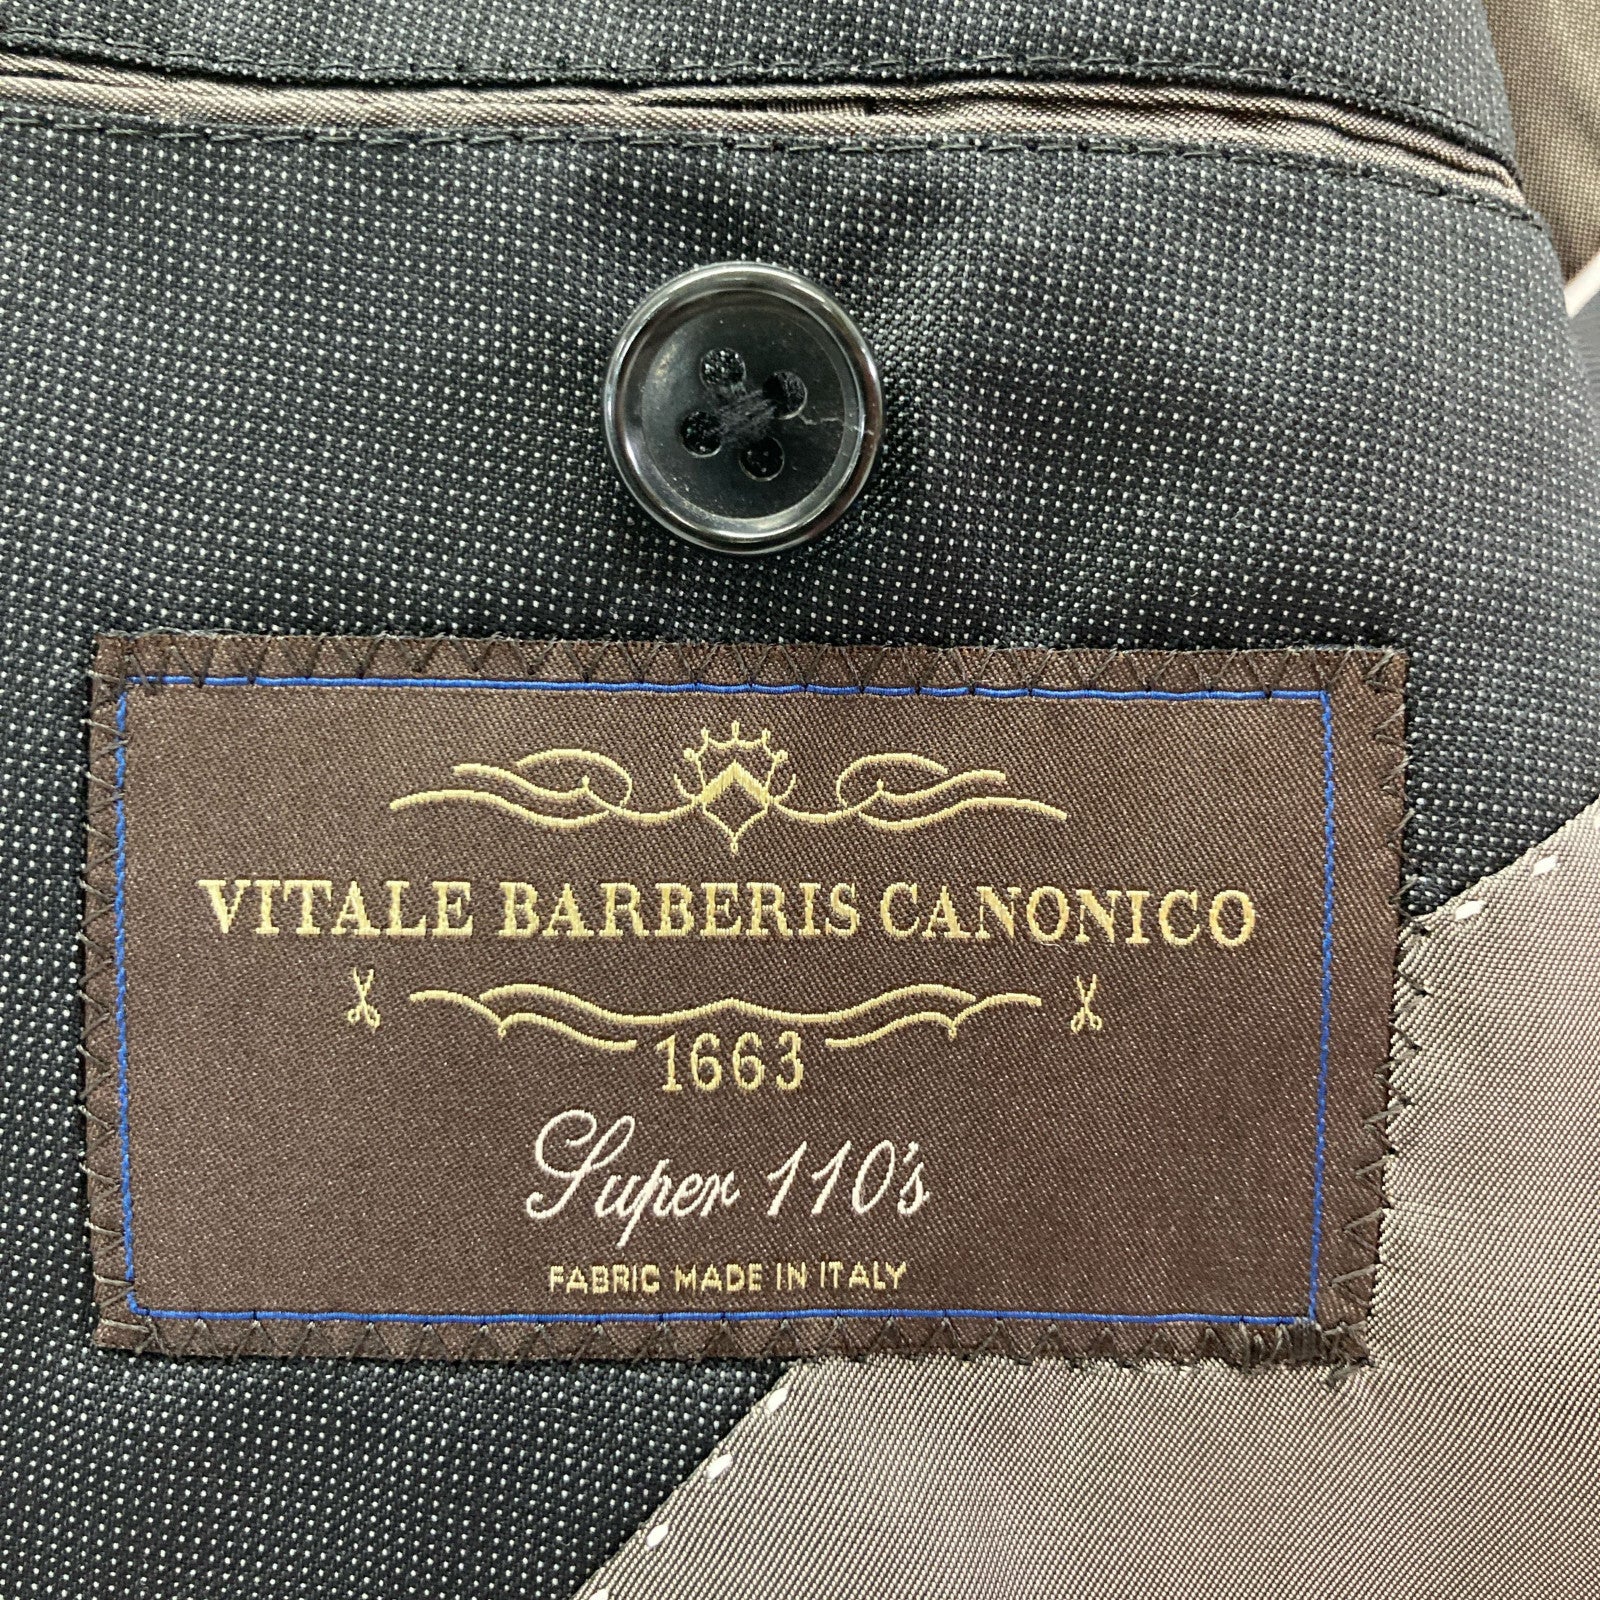 VITALE BARBERIS CANONICO
1663
Super 110's
FABRIC MADE IN ITALY